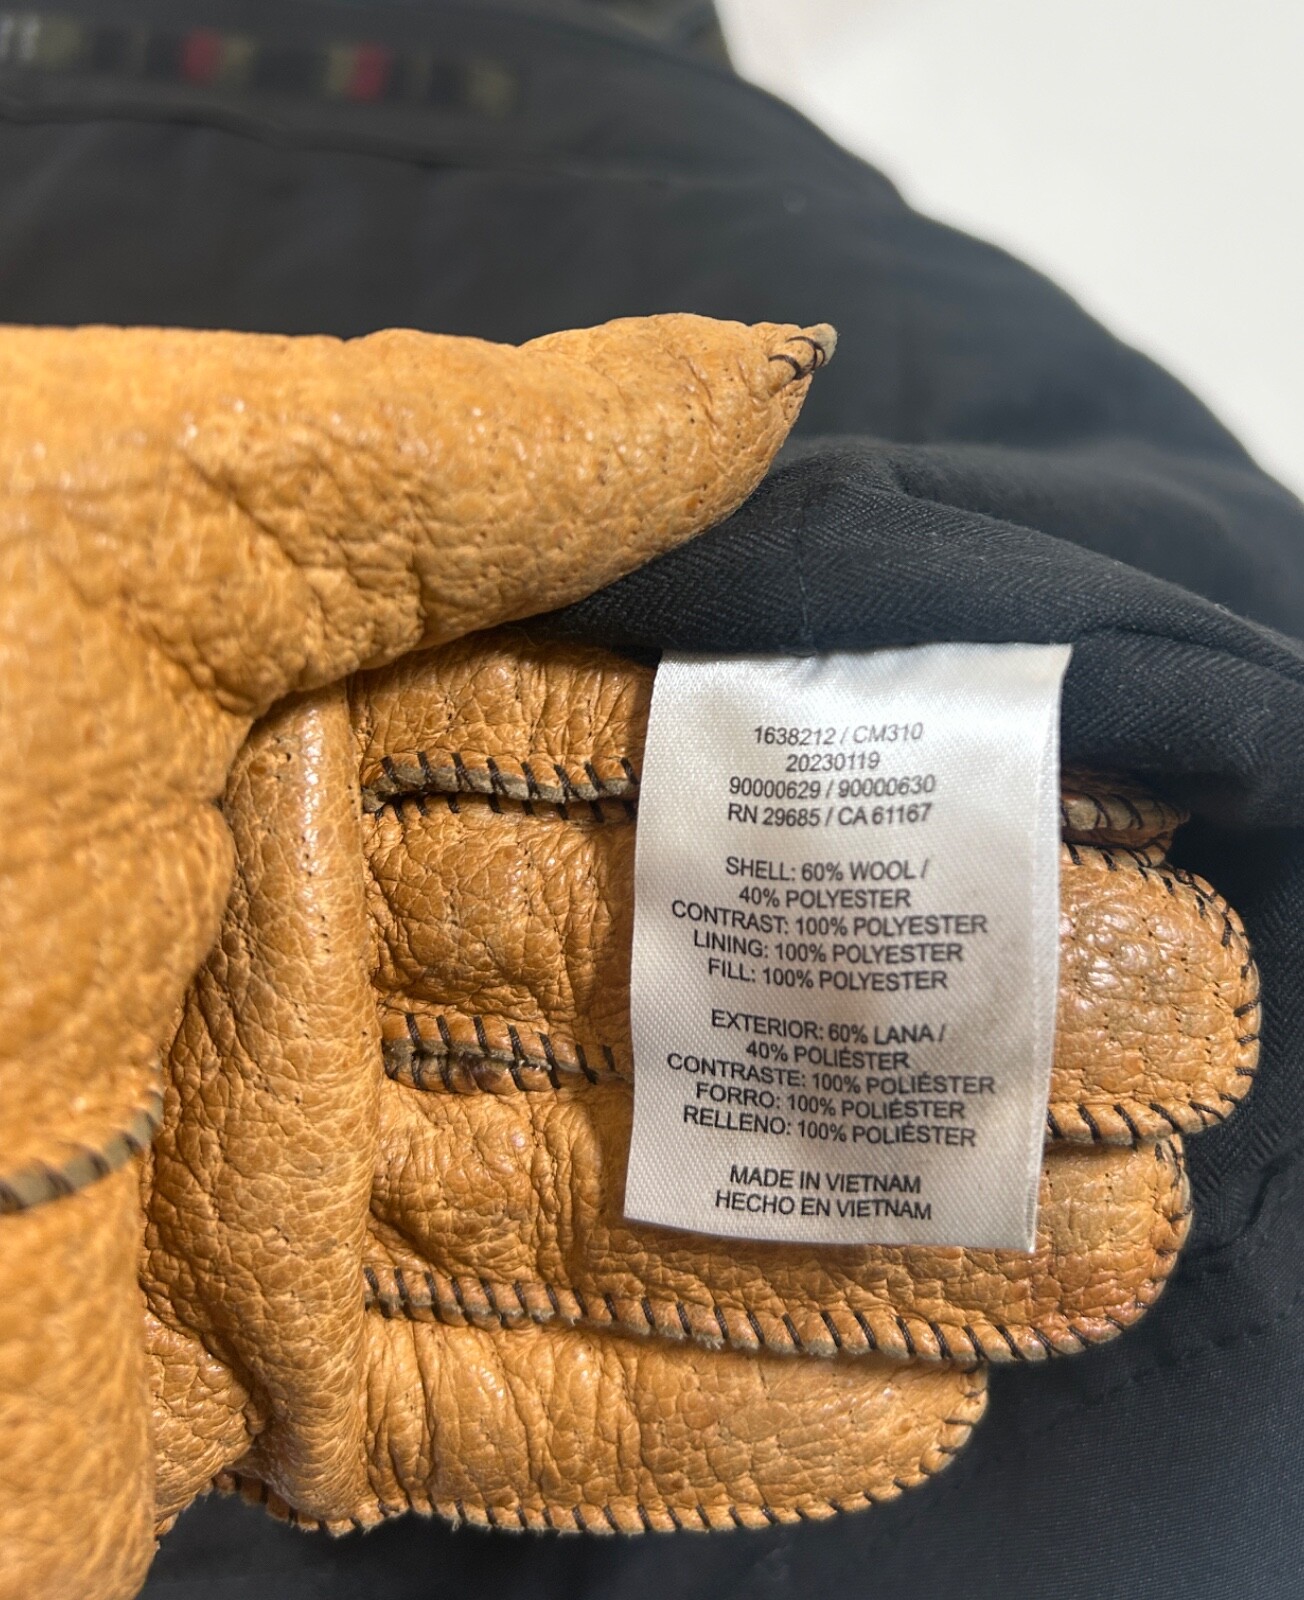 1638212 / CM310
20230119
90000629 / 90000630
RN 29685 / CA 61167
SHELL: 60% WOOL /
40% POLYESTER
CONTRAST: 100% POLYESTER
LINING: 100% POLYESTER
FILL: 100% POLYESTER
EXTERIOR: 60% LANA /
40% POLIÉSTER
CONTRASTE: 100% POLIÉSTER
FORRO: 100% POLIÉSTER
RELLENO: 100% POLIÉSTER
MADE IN VIETNAM
HECHO EN VIETNAM